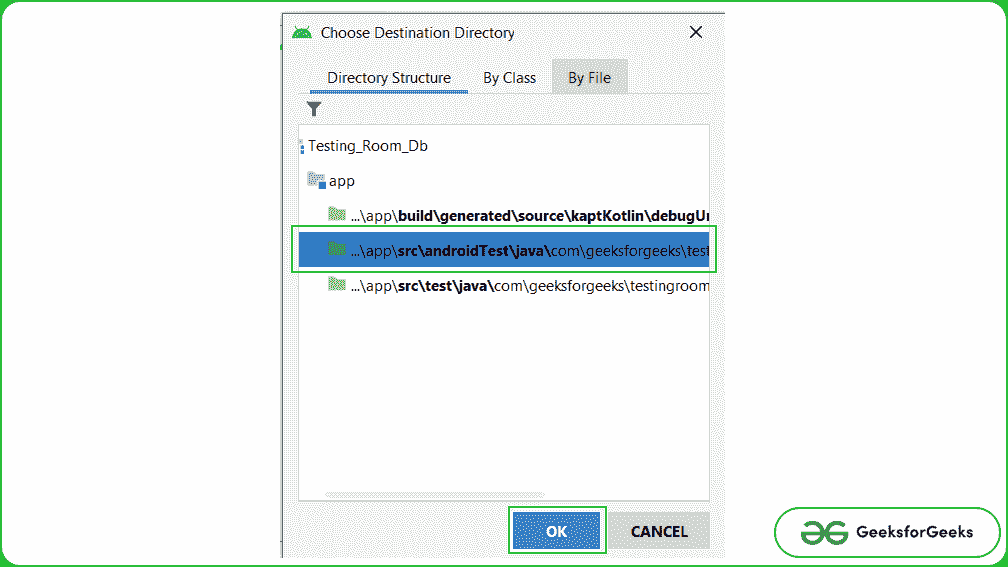 Choose Destination Directory
Directory Structure By Class By File
Testing_Room_Db
app
...\app\build\generated\source\kaptKotlin\debugUn
...\app\src\androidTest\java\com\geeksforgeeks\test
...\app\src\test\java\com\geeksforgeeks\testingroom
OK CANCEL
GeeksforGeeks